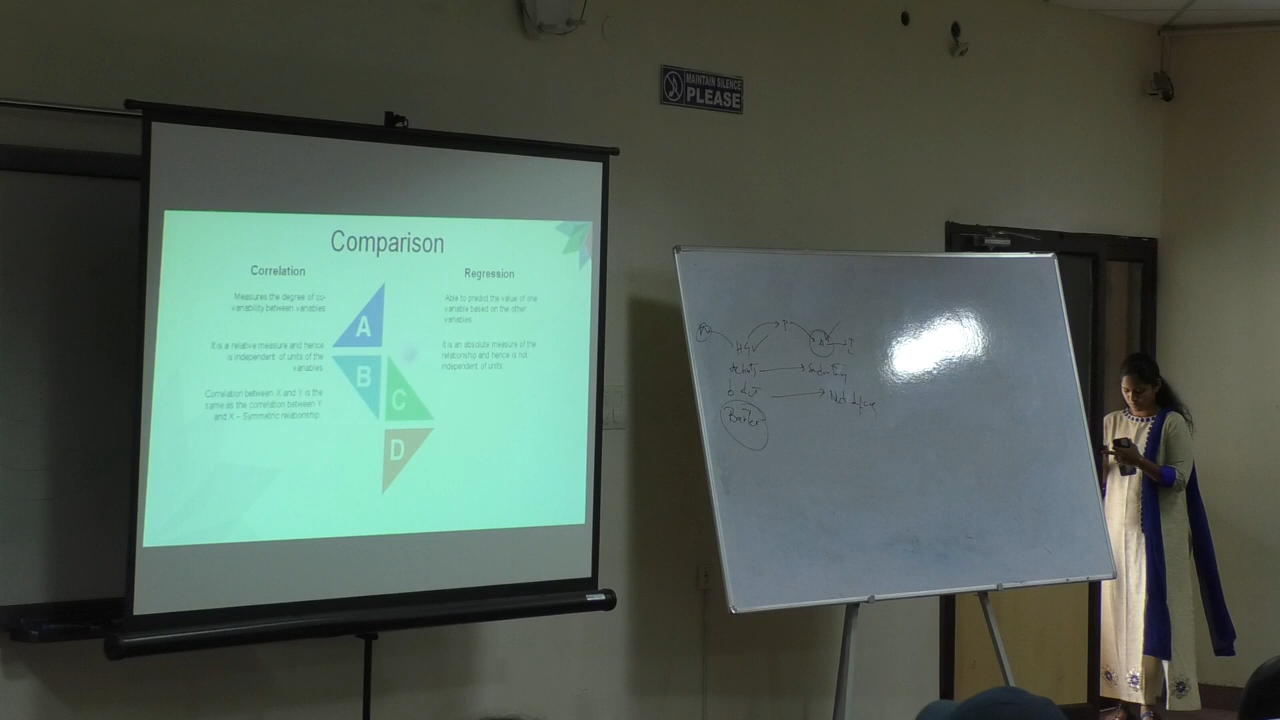 MAINTAIN SILENCE
PLEASE
Comparison
Correlation
Measures the degree of co-
variability between variables
It is a relative measure and hence
is independent of units of the
variables
Correlation between X and Y is the
same as the correlation between Y
and X – Symmetric relationship.
A
B
C
D
Regression
Able to predict the value of one
variable based on the other
variables
It is an absolute measure of the
relationship and hence is not
independent of units